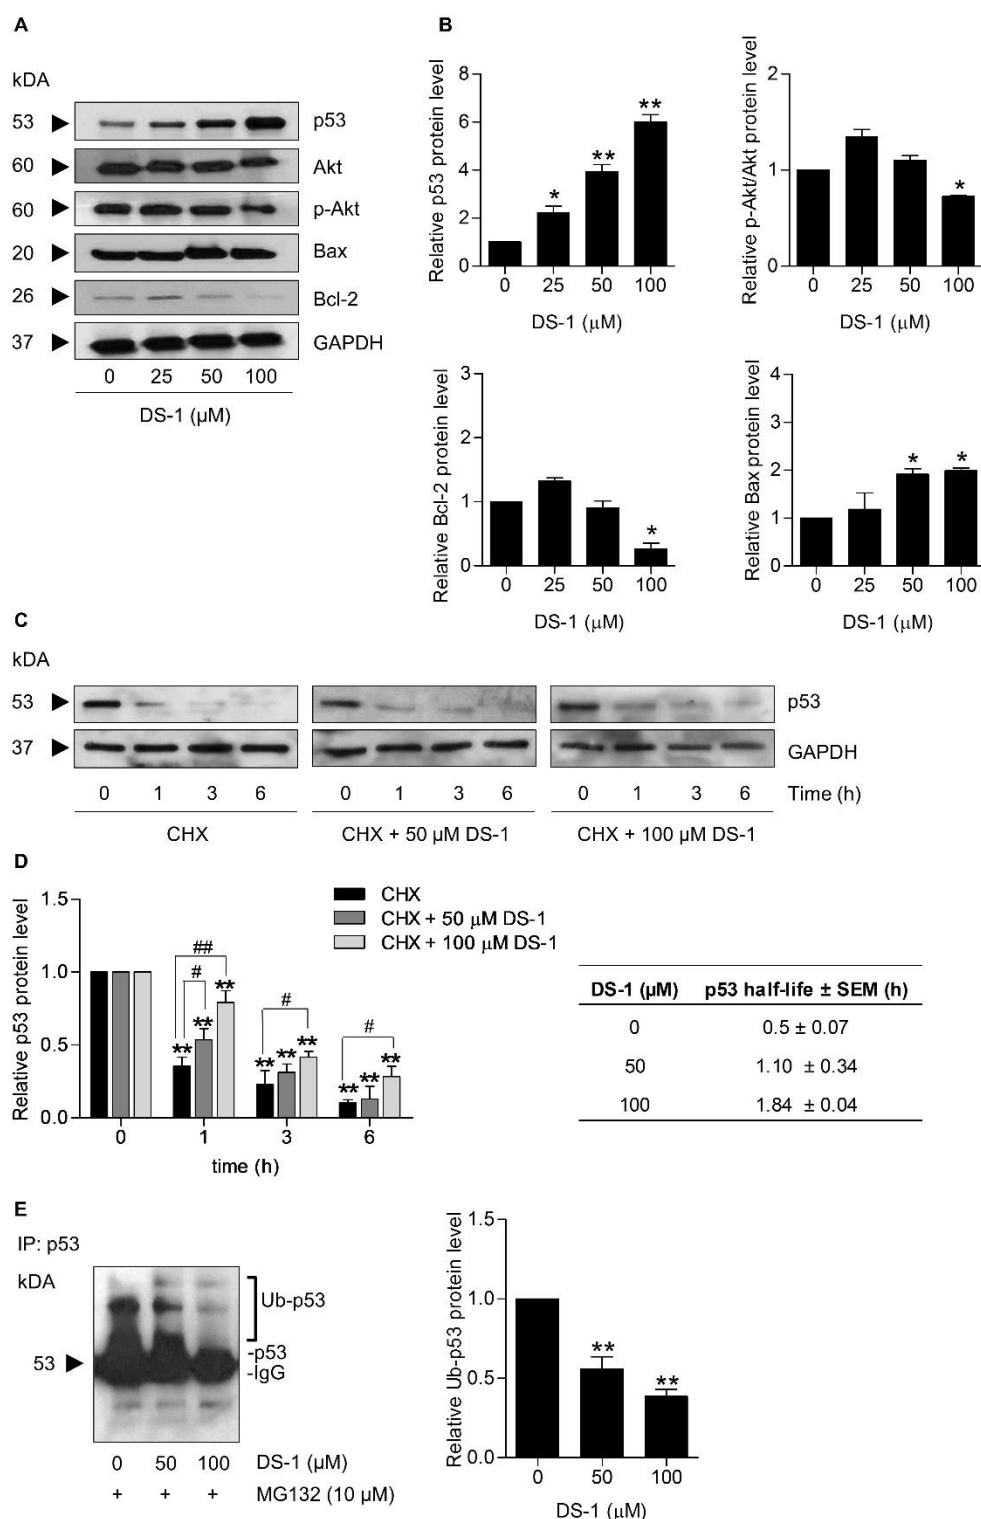 A
kDA
53 p53
60 Akt
60 p-Akt
20 Bax
26 Bcl-2
37 GAPDH
0 25 50 100
DS-1 (µM)
B
Relative p53 protein level
8
6
4
2
0
* ** **
0 25 50 100
DS-1 (µM)
Relative p-Akt/Akt protein level
2
1
0
*
0 25 50 100
DS-1 (µM)
Relative Bcl-2 protein level
3
2
1
0
*
0 25 50 100
DS-1 (µM)
Relative Bax protein level
4
3
2
1
0
* *
0 25 50 100
DS-1 (µM)
C
kDA
53 p53
37 GAPDH
0 1 3 6 0 1 3 6 0 1 3 6 Time (h)
CHX CHX + 50 µM DS-1 CHX + 100 µM DS-1
D
Relative p53 protein level
1.5
1.0
0.5
0.0
CHX
CHX + 50 µM DS-1
CHX + 100 µM DS-1
##
#
** ** **
#
** ** **
#
** ** **
0 1 3 6
time (h)
DS-1 (µM) p53 half-life ± SEM (h)
0 0.5 ± 0.07
50 1.10 ± 0.34
100 1.84 ± 0.04
E
IP: p53
kDA
Ub-p53
-p53
53 -IgG
0 50 100 DS-1 (µM)
+ + + MG132 (10 µM)
Relative Ub-p53 protein level
1.5
1.0
0.5
0.0
** **
0 50 100
DS-1 (µM)